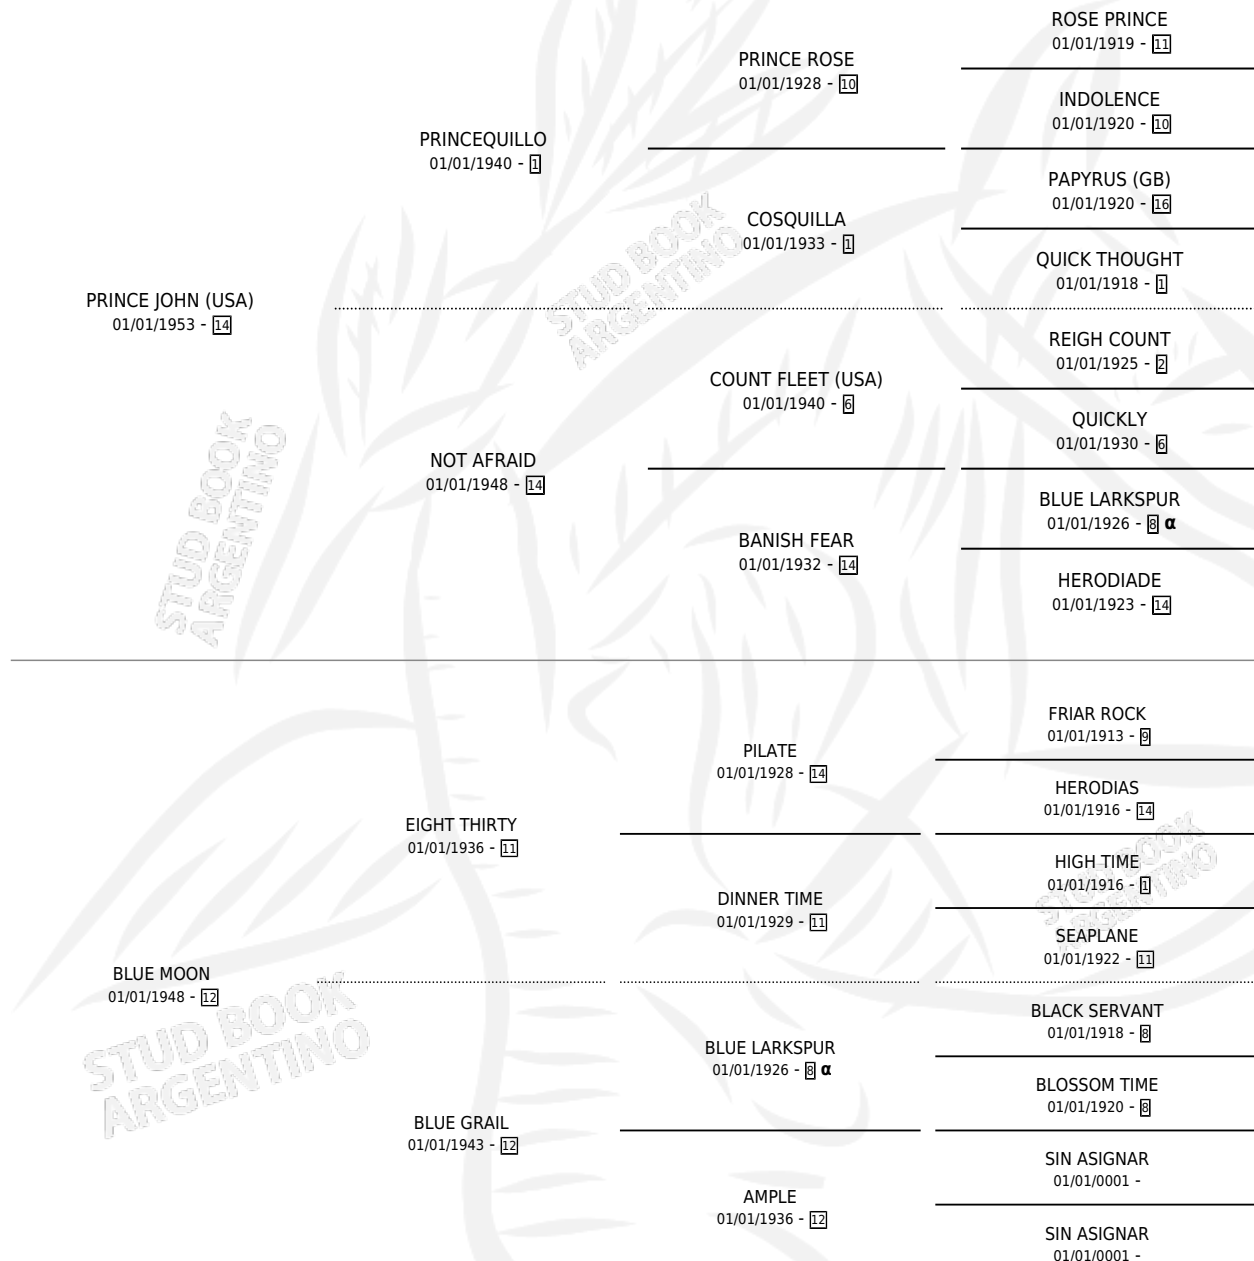 ROSE PRINCE
01/01/1919 - 11
PRINCE ROSE
01/01/1928 - 10
INDOLENCE
01/01/1920 - 10
PRINCEQUILLO
01/01/1940 - 1
PAPYRUS (GB)
01/01/1920 - 16
COSQUILLA
01/01/1933 - 1
QUICK THOUGHT
01/01/1918 - 1
PRINCE JOHN (USA)
01/01/1953 - 14
STUD BOOK
ARGENTINO
REIGH COUNT
01/01/1925 - 2
COUNT FLEET (USA)
01/01/1940 - 6
QUICKLY
01/01/1930 - 6
NOT AFRAID
01/01/1948 - 14
STUD BOOK
ARGENTINO
BLUE LARKSPUR
01/01/1926 - 8 α
BANISH FEAR
01/01/1932 - 14
HERODIADE
01/01/1923 - 14
FRIAR ROCK
01/01/1913 - 9
PILATE
01/01/1928 - 14
HERODIAS
01/01/1916 - 14
EIGHT THIRTY
01/01/1936 - 11
HIGH TIME
01/01/1916 - 1
STUD BOOK
ARGENTINO
DINNER TIME
01/01/1929 - 11
SEAPLANE
01/01/1922 - 11
BLUE MOON
01/01/1948 - 12
STUD BOOK
ARGENTINO
BLACK SERVANT
01/01/1918 - 8
BLUE LARKSPUR
01/01/1926 - 8 α
BLOSSOM TIME
01/01/1920 - 8
BLUE GRAIL
01/01/1943 - 12
SIN ASIGNAR
01/01/0001 -
AMPLE
01/01/1936 - 12
SIN ASIGNAR
01/01/0001 -